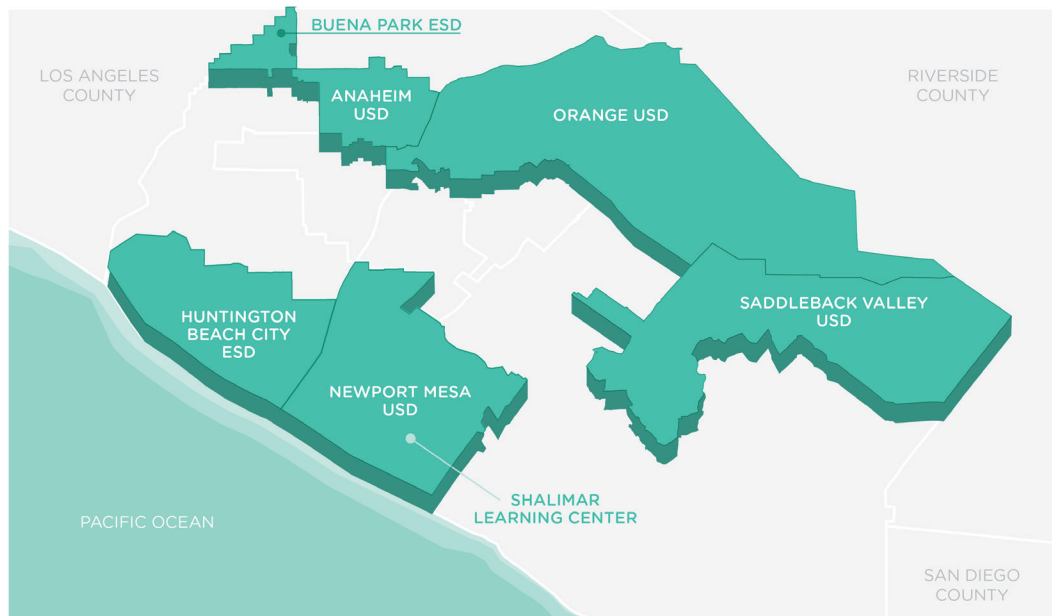 BUENA PARK ESD
LOS ANGELES
COUNTY
RIVERSIDE
COUNTY
ANAHEIM
USD
ORANGE USD
SADDLEBACK VALLEY
USD
HUNTINGTON
BEACH CITY
ESD
NEWPORT MESA
USD
SHALIMAR
LEARNING CENTER
PACIFIC OCEAN
SAN DIEGO
COUNTY